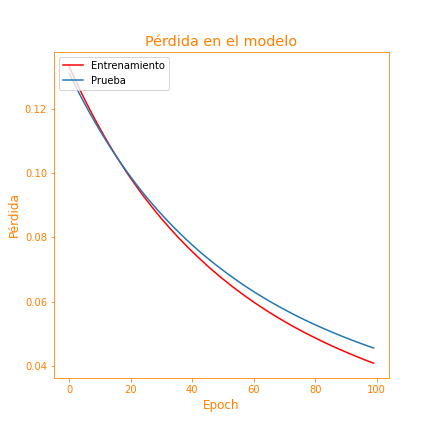 Pérdida en el modelo
Entrenamiento
Prueba
Pérdida
0.12
0.10
0.08
0.06
0.04
0 20 40 60 80 100
Epoch